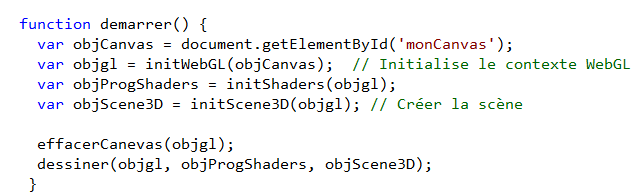 function demarrer() {
  var objCanvas = document.getElementById('monCanvas');
  var objgl = initWebGL(objCanvas);  // Initialise le contexte WebGL
  var objProgShaders = initShaders(objgl);
  var objScene3D = initScene3D(objgl); // Créer la scène

  effacerCanevas(objgl);
  dessiner(objgl, objProgShaders, objScene3D);
}